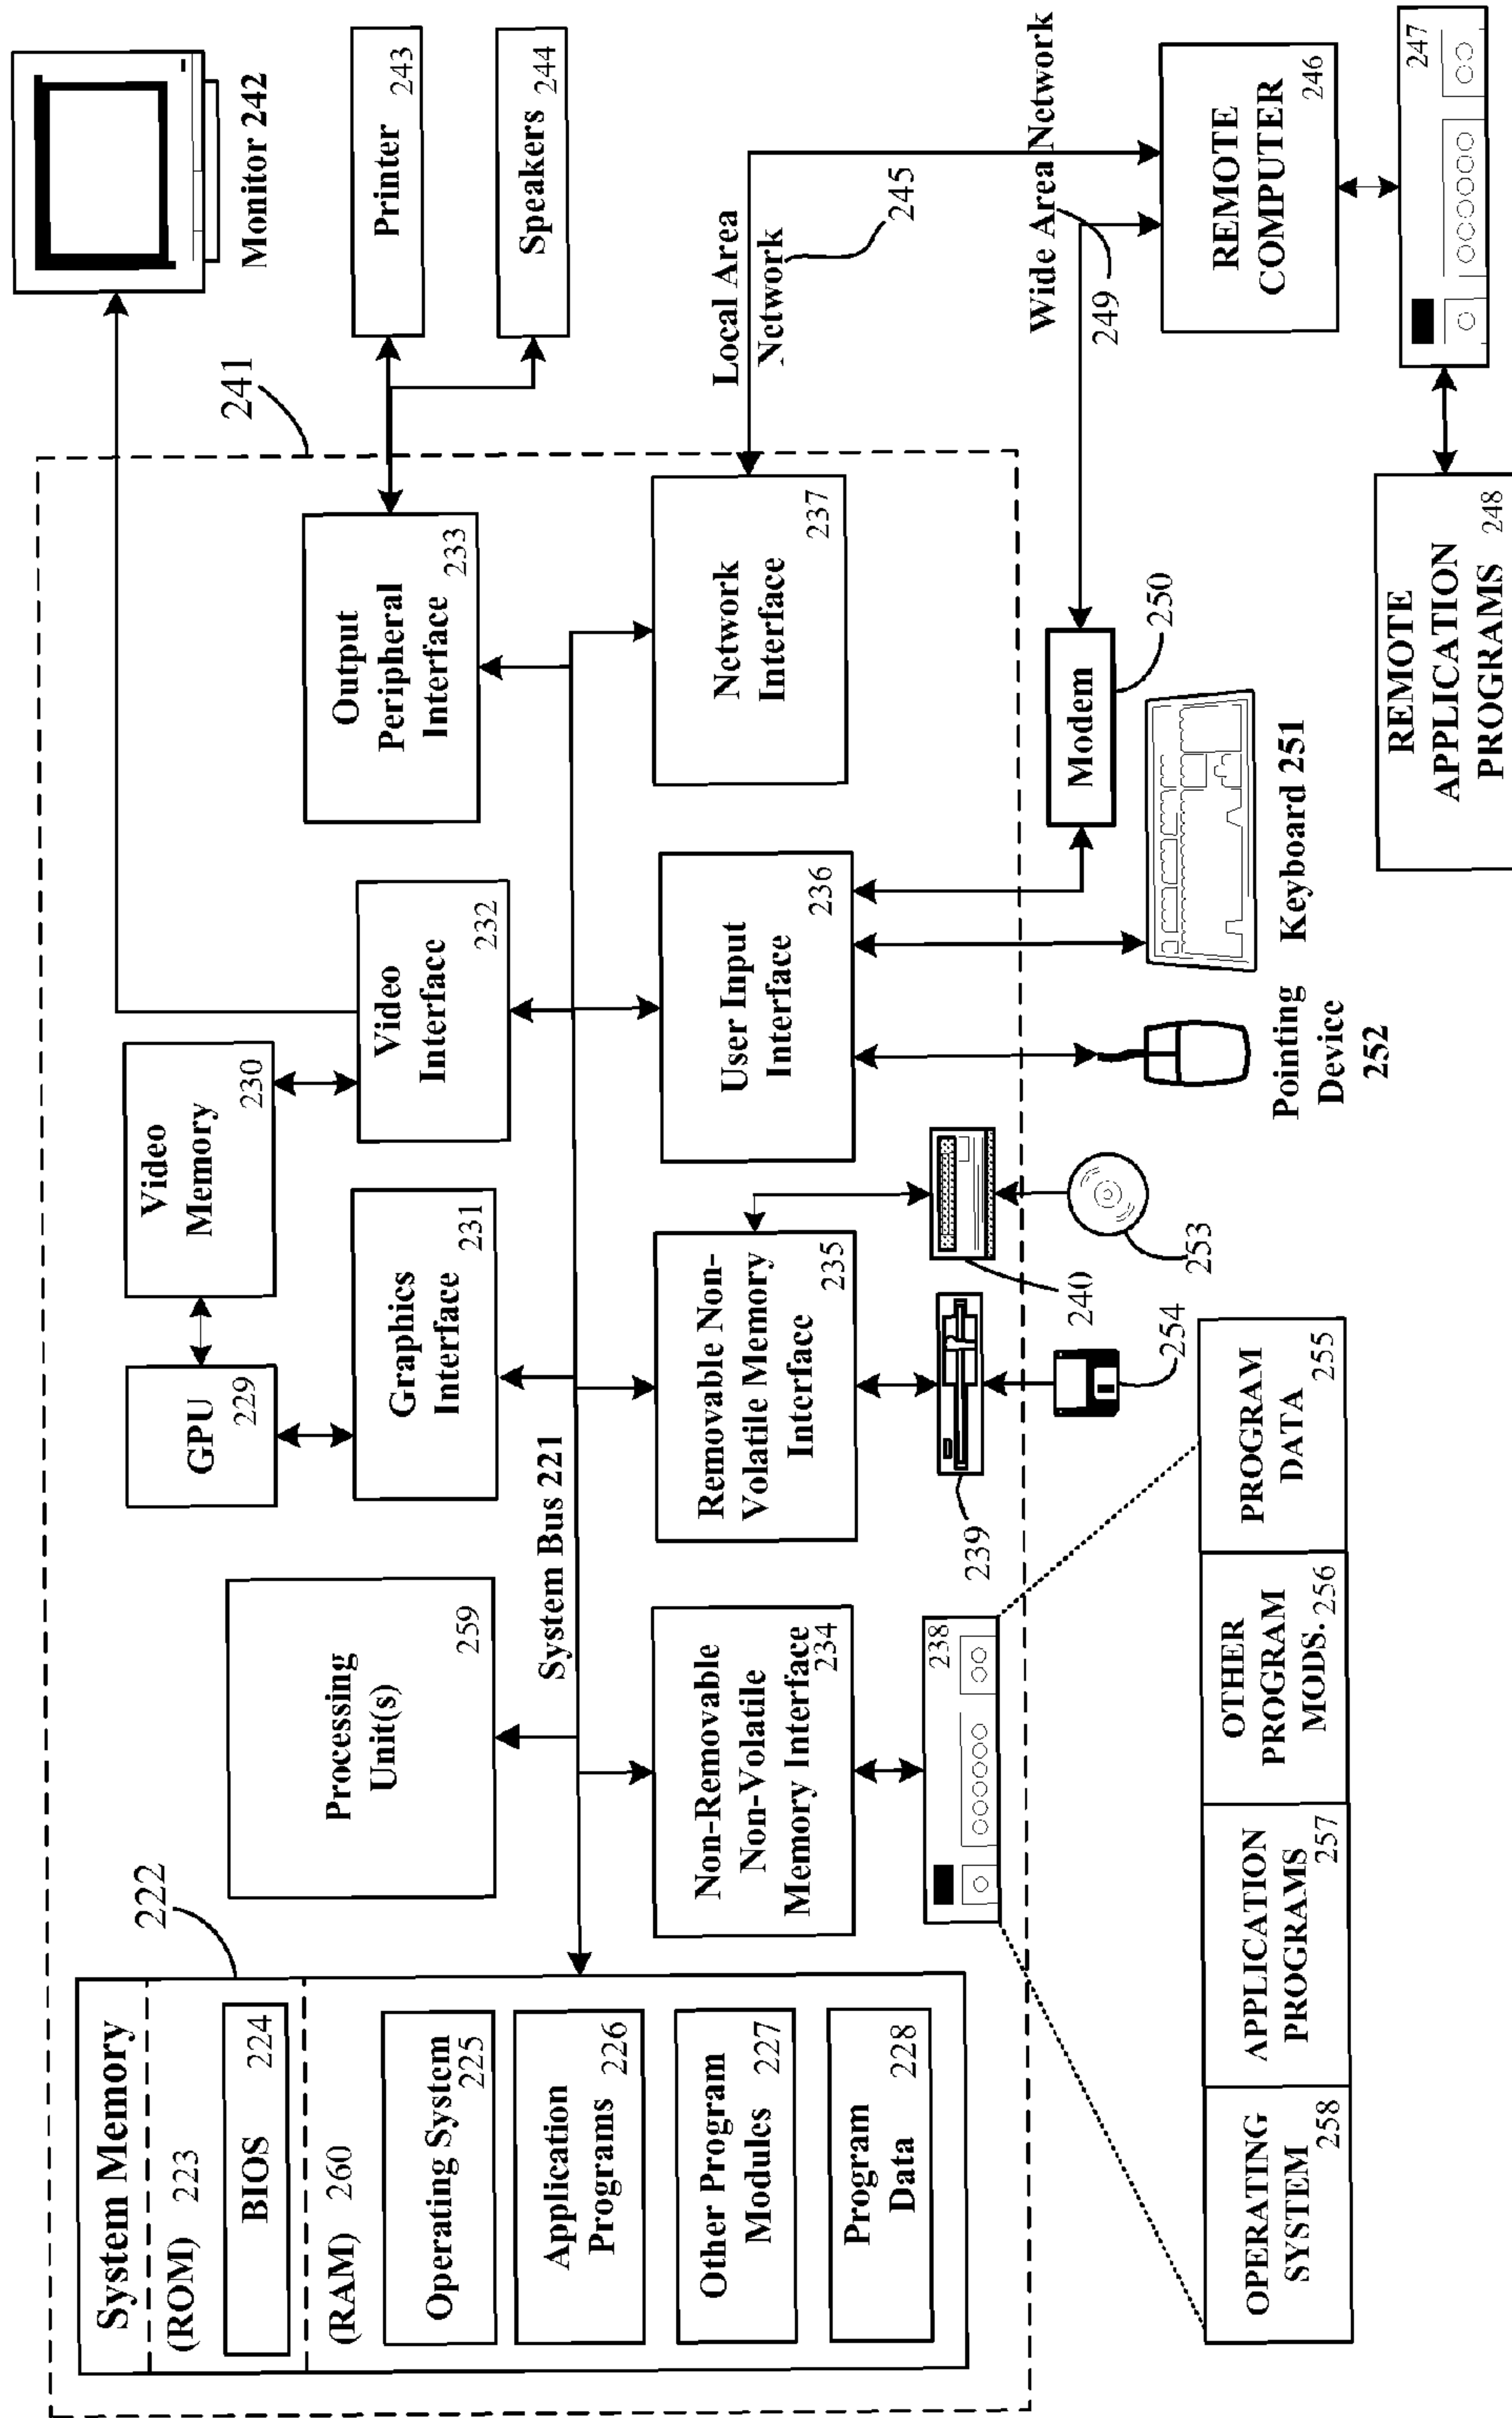 System Memory
(ROM) 223
BIOS 224
(RAM) 260
Operating System
225
Application
Programs 226
Other Program
Modules 227
Program
Data 228
222
Processing
Unit(s)
259
System Bus 221
GPU
229
Video
Memory
230
Graphics
Interface
231
Video
Interface
232
Output
Peripheral
Interface
233
241
Monitor 242
Printer
243
Speakers
244
Non-Removable
Non-Volatile
Memory Interface
234
Removable Non-
Volatile Memory
Interface
235
User Input
Interface
236
Network
Interface
237
Local Area
Network
245
238
239
240
254
253
Pointing
Device
252
Keyboard 251
Modem
250
Wide Area Network
249
REMOTE
COMPUTER
246
247
REMOTE
APPLICATION
PROGRAMS 248
OPERATING
SYSTEM
258
APPLICATION
PROGRAMS
257
OTHER
PROGRAM
MODS. 256
PROGRAM
DATA
255